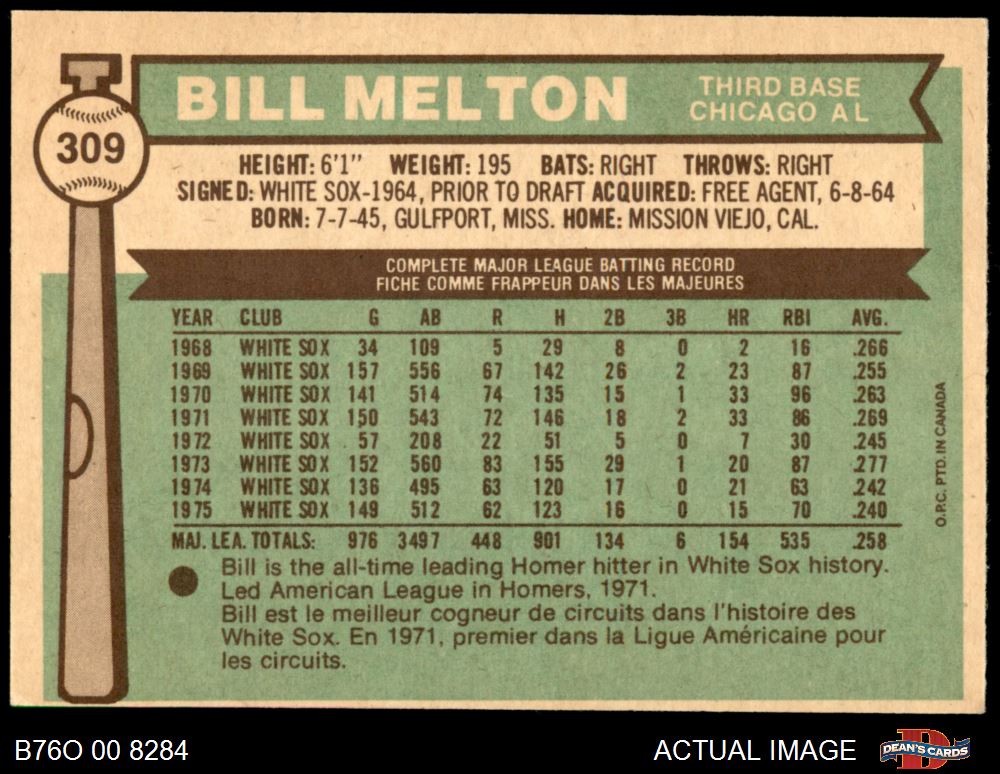 309
BILL MELTON
THIRD BASE
CHICAGO AL
HEIGHT: 6'1" WEIGHT: 195 BATS: RIGHT THROWS: RIGHT
SIGNED: WHITE SOX-1964, PRIOR TO DRAFT ACQUIRED: FREE AGENT, 6-8-64
BORN: 7-7-45, GULFPORT, MISS. HOME: MISSION VIEJO, CAL.
COMPLETE MAJOR LEAGUE BATTING RECORD
FICHE COMME FRAPPEUR DANS LES MAJEURES
YEAR CLUB G AB R H 2B 3B HR RBI AVG.
1968 WHITE SOX 34 109 5 29 8 0 2 16 .266
1969 WHITE SOX 157 556 67 142 26 2 23 87 .255
1970 WHITE SOX 141 514 74 135 15 1 33 96 .263
1971 WHITE SOX 150 543 72 146 18 2 33 86 .269
1972 WHITE SOX 57 208 22 51 5 0 7 30 .245
1973 WHITE SOX 152 560 83 155 29 1 20 87 .277
1974 WHITE SOX 136 495 63 120 17 0 21 63 .242
1975 WHITE SOX 149 512 62 123 16 0 15 70 .240
MAJ. LEA. TOTALS: 976 3497 448 901 134 6 154 535 .258
Bill is the all-time leading Homer hitter in White Sox history.
Led American League in Homers, 1971.
Bill est le meilleur cogneur de circuits dans l'histoire des
White Sox. En 1971, premier dans la Ligue Américaine pour
les circuits.
O.P.C. PTD. IN CANADA
B76O 00 8284
ACTUAL IMAGE
DEAN'S CARDS